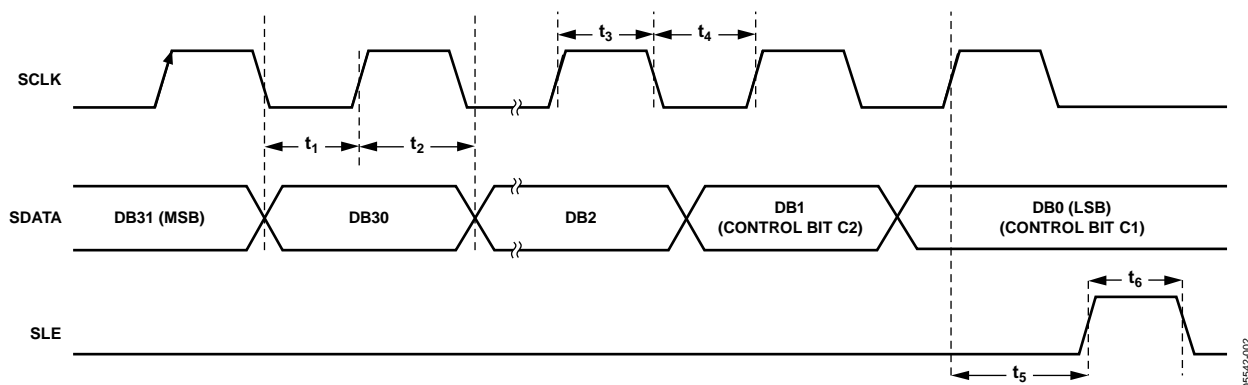 t3
t4
SCLK
t1
t2
SDATA
DB31 (MSB)
DB30
DB2
DB1
(CONTROL BIT C2)
DB0 (LSB)
(CONTROL BIT C1)
t6
SLE
t5